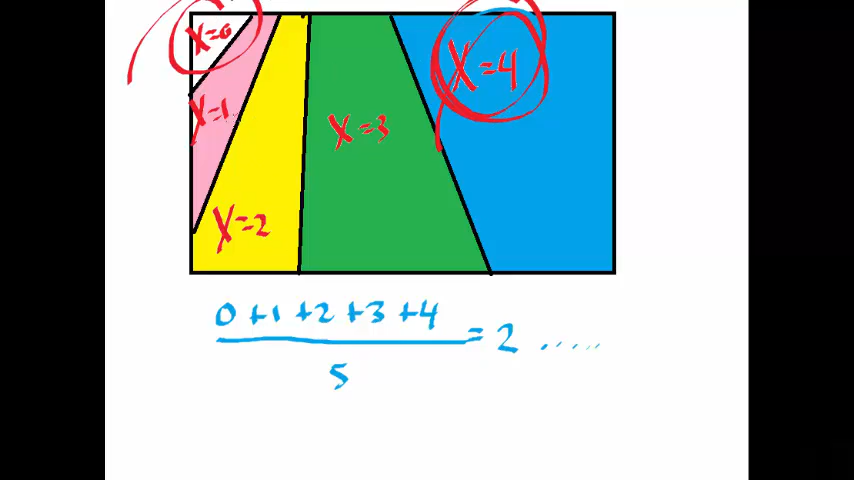 X=0
X=4
X=1
X=3
X=2
0+1+2+3+4
= 2 .....
5